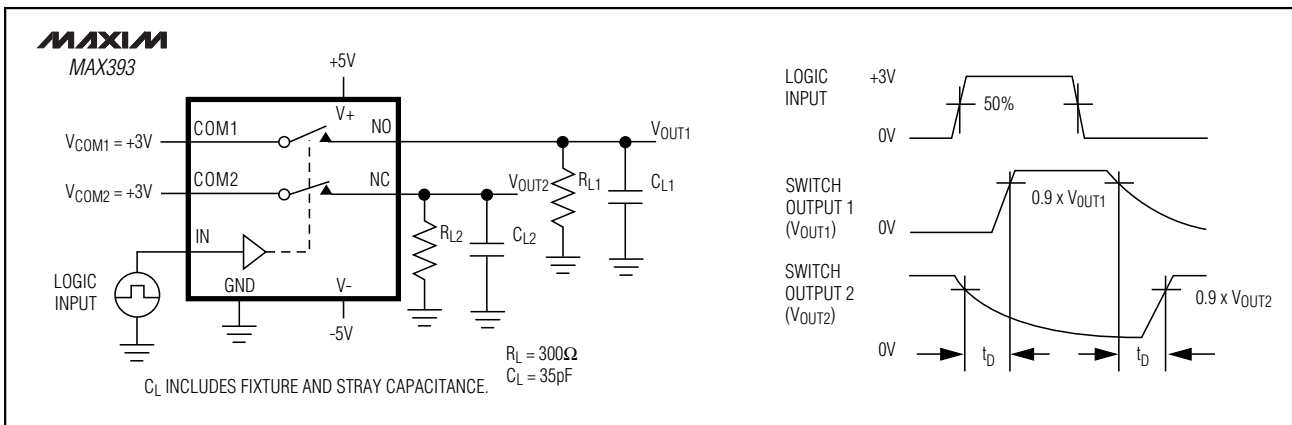 MAXIM
MAX393
+5V
V+
COM1
NO
VCOM1 = +3V
VOUT1
COM2
NC
VCOM2 = +3V
VOUT2
RL1
CL1
RL2
CL2
IN
LOGIC
INPUT
GND
V-
-5V
RL = 300Ω
CL = 35pF
CL INCLUDES FIXTURE AND STRAY CAPACITANCE.
LOGIC
INPUT
+3V
50%
0V
SWITCH
OUTPUT 1
(VOUT1)
0.9 x VOUT1
0V
SWITCH
OUTPUT 2
(VOUT2)
0.9 x VOUT2
0V
tD
tD